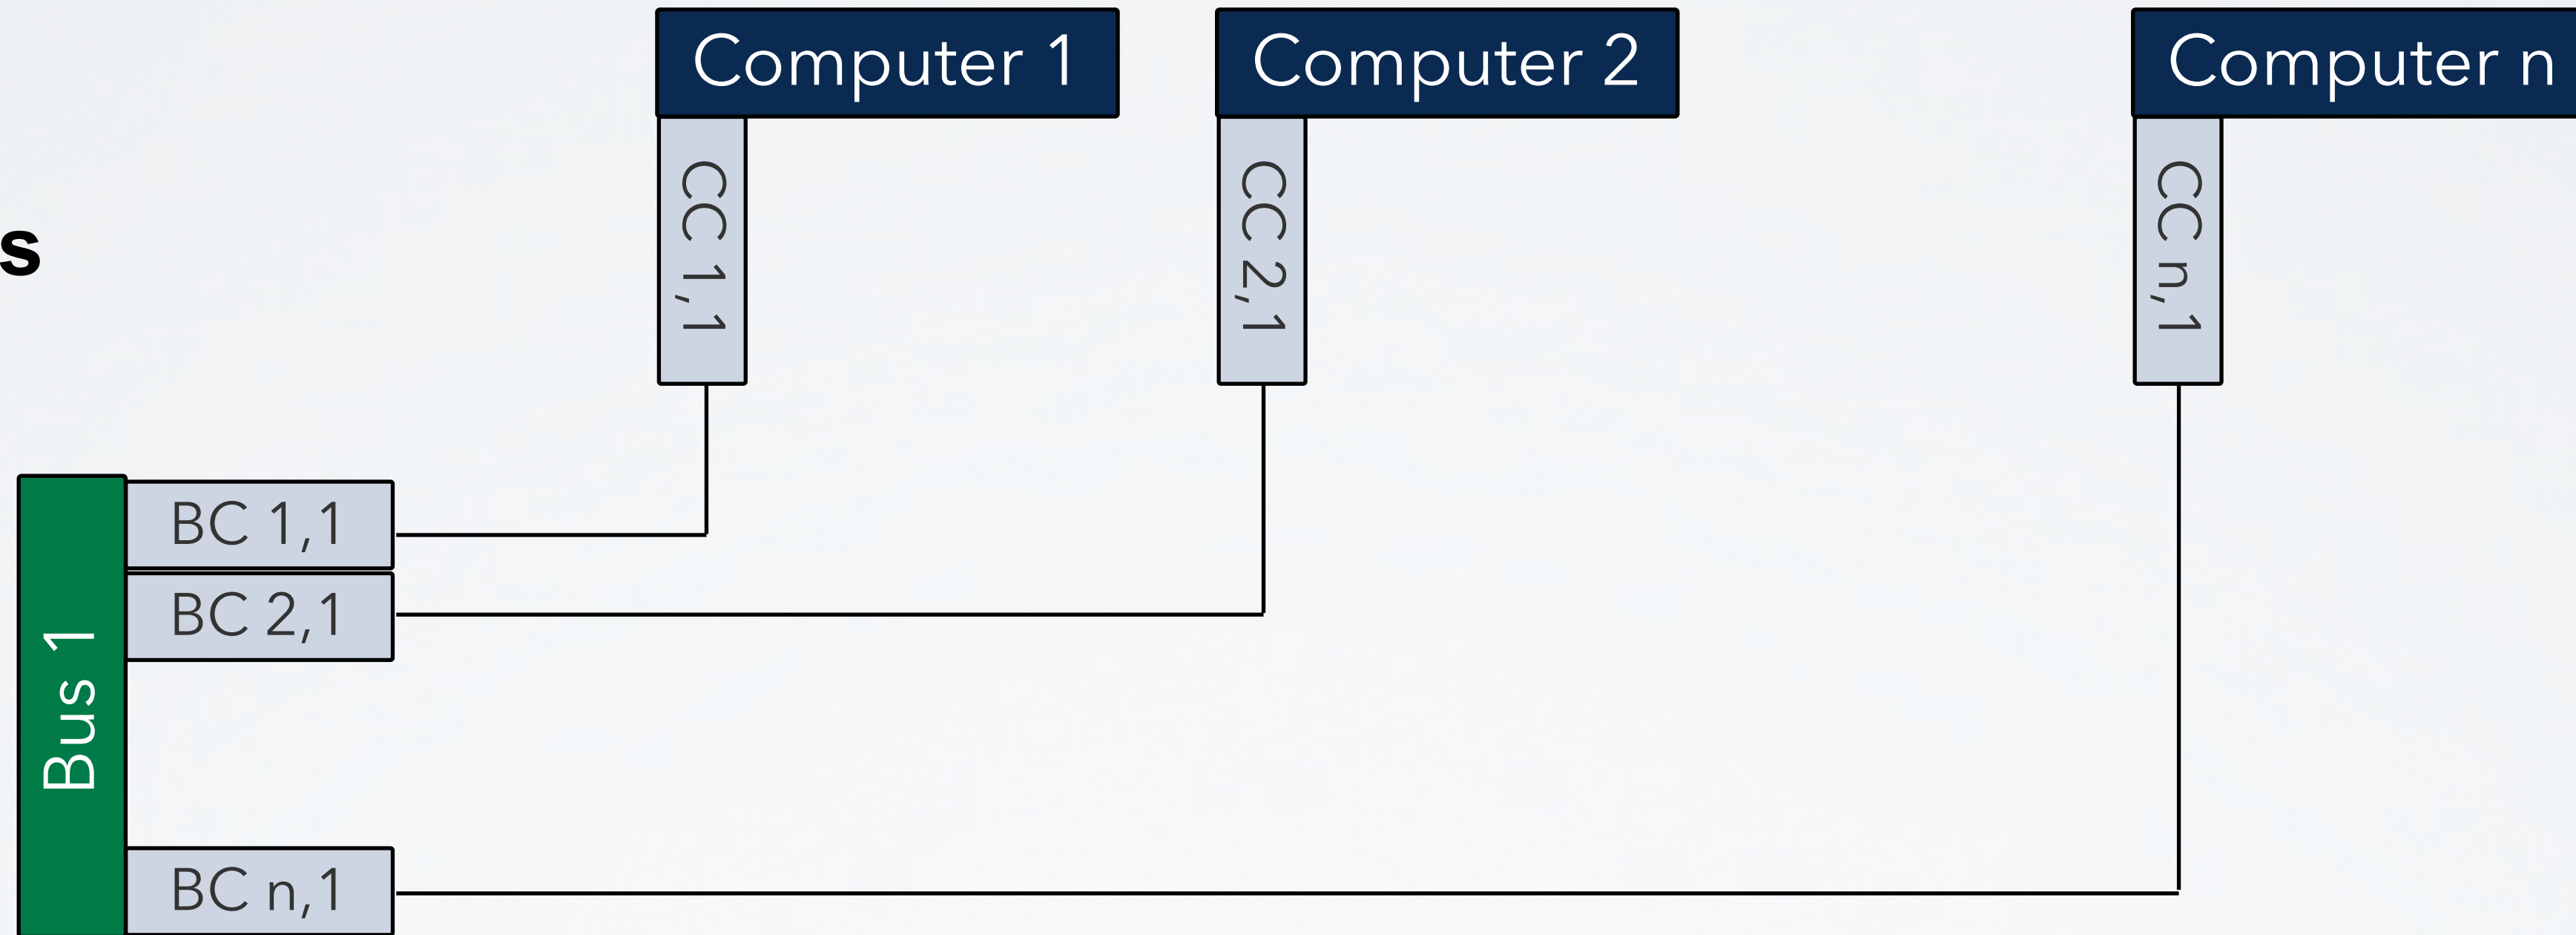 Computer 1
Computer 2
Computer n
CC 1,1
CC 2,1
CC n,1
s
Bus 1
BC 1,1
BC 2,1
BC n,1